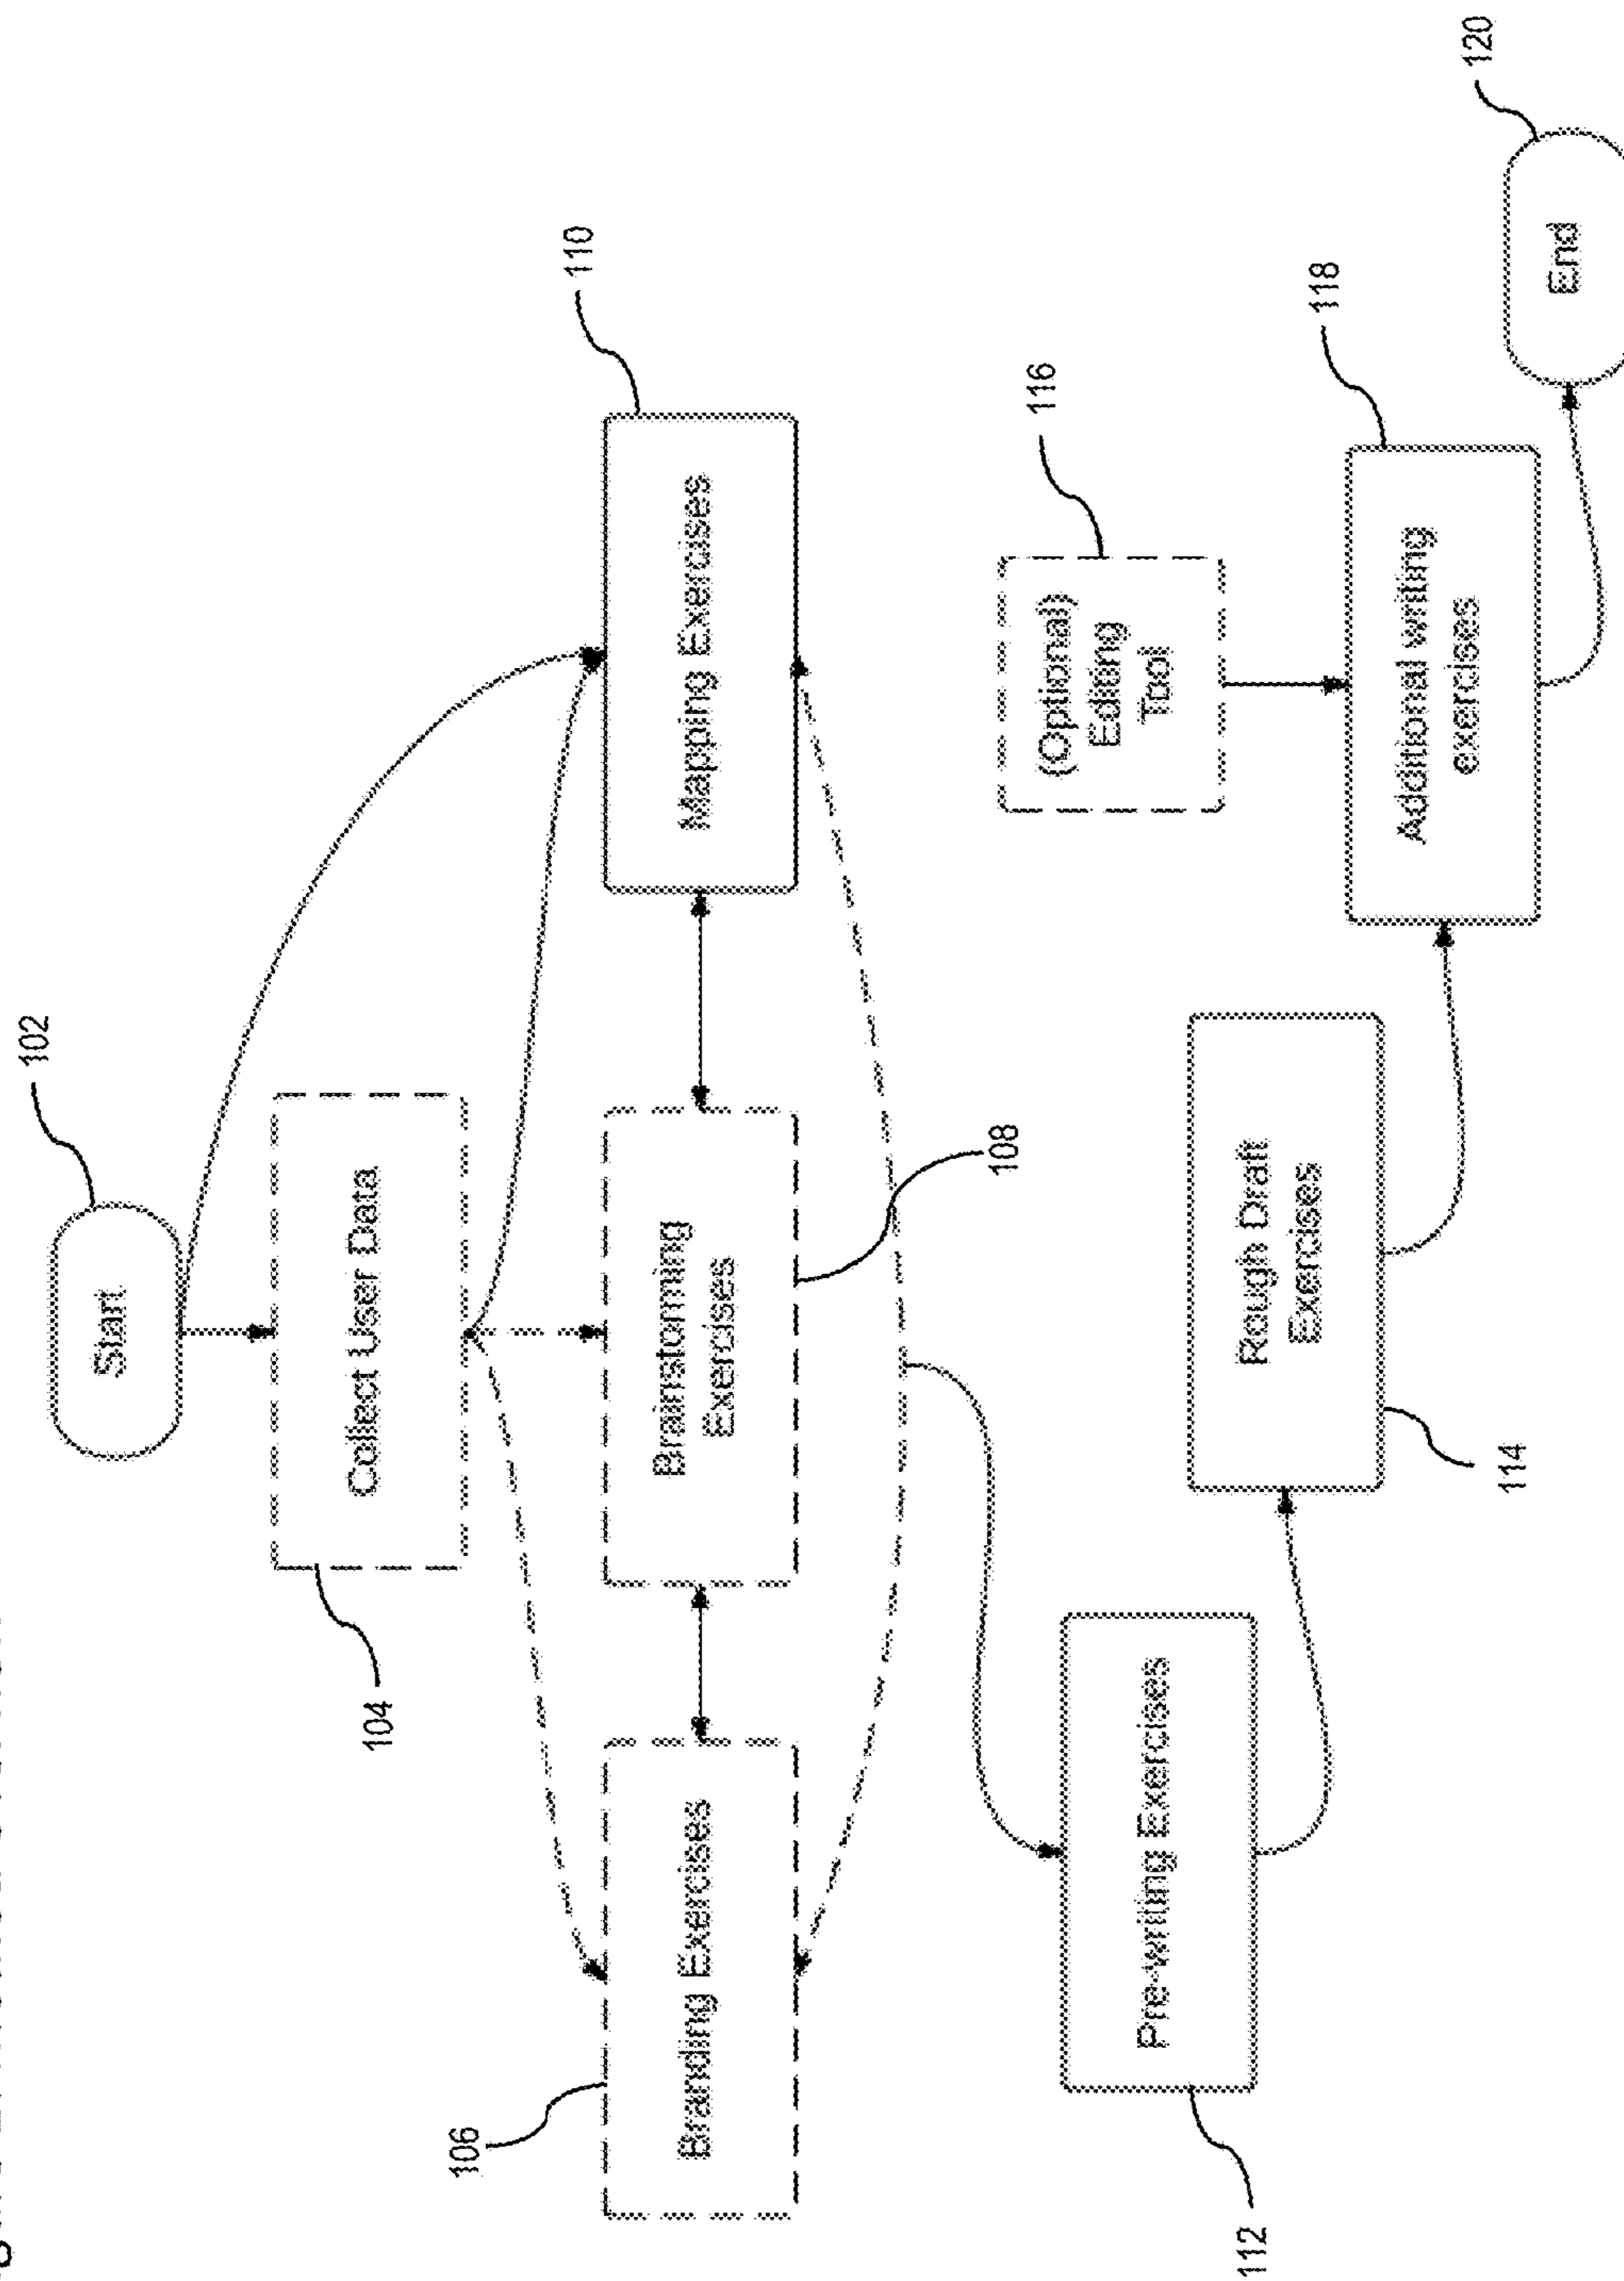 102
Start
104
Collect User Data
106
Branding Exercises
Brainstorming
Exercises
108
Mapping Exercises
110
112
Pre-writing Exercises
Rough Draft
Exercises
114
(Optional)
Editing
Tool
116
Additional writing
exercises
118
End
120